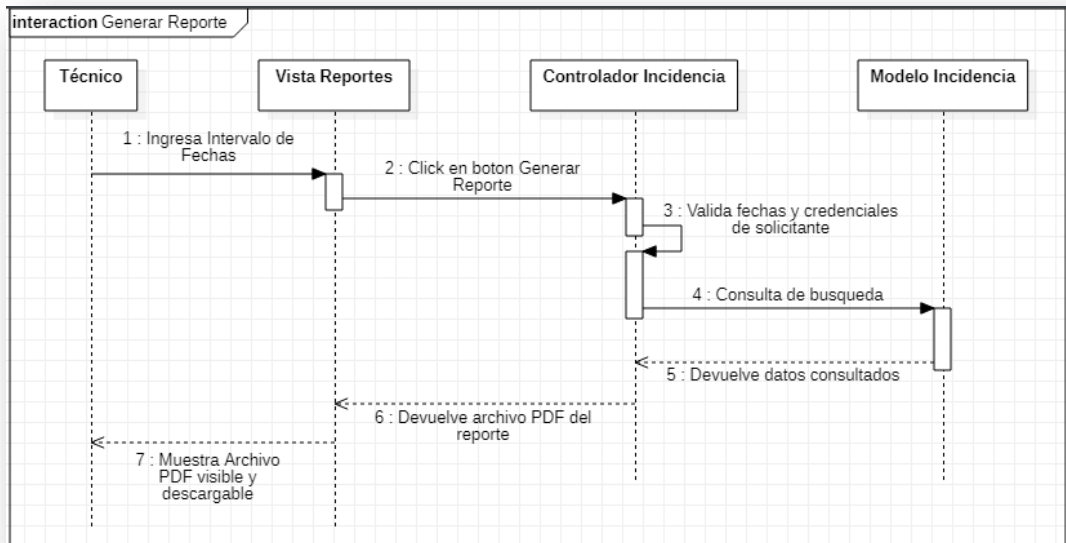 interaction Generar Reporte
Técnico
Vista Reportes
Controlador Incidencia
Modelo Incidencia
1 : Ingresa Intervalo de
Fechas
2 : Click en boton Generar
Reporte
3 : Valida fechas y credenciales
de solicitante
4 : Consulta de busqueda
5 : Devuelve datos consultados
6 : Devuelve archivo PDF del
reporte
7 : Muestra Archivo
PDF visible y
descargable